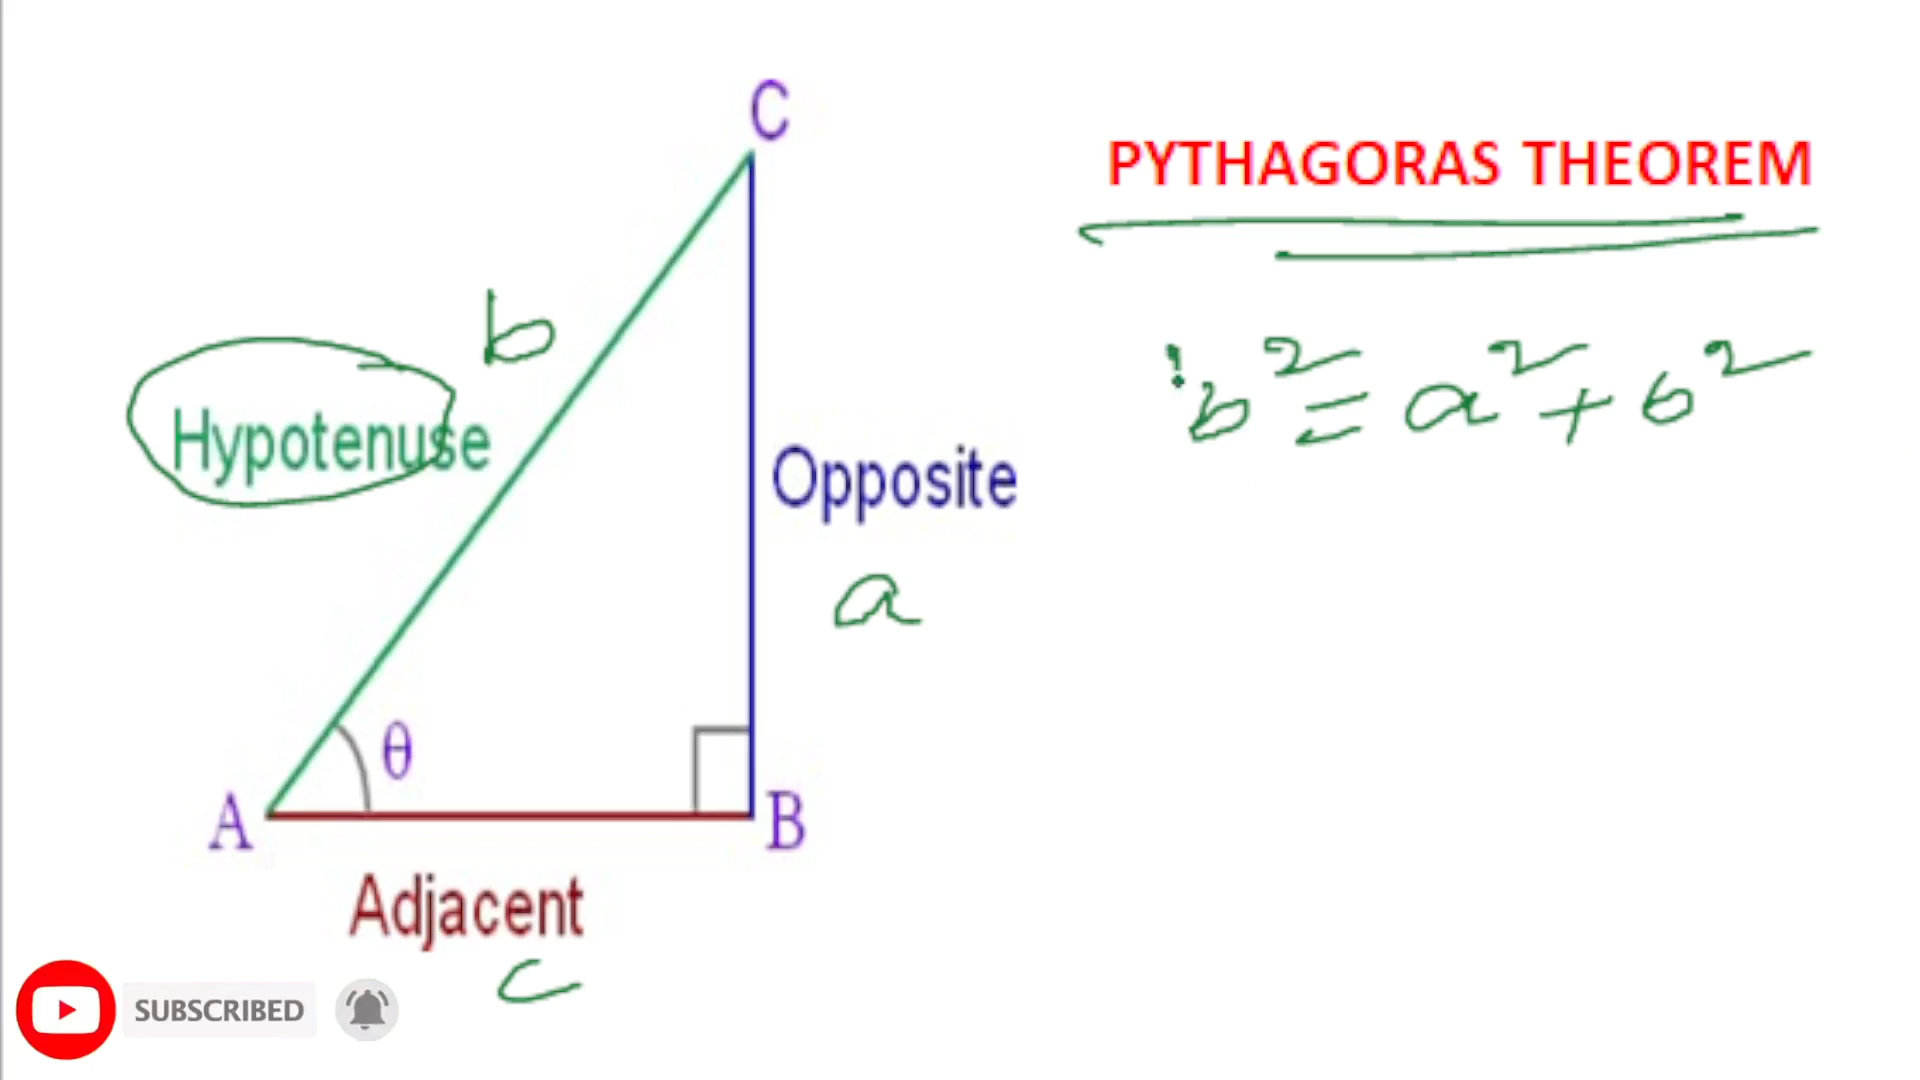 C
PYTHAGORAS THEOREM
b
b² = a² + b²
Hypotenuse
Opposite
a
θ
A
B
Adjacent
c
SUBSCRIBED